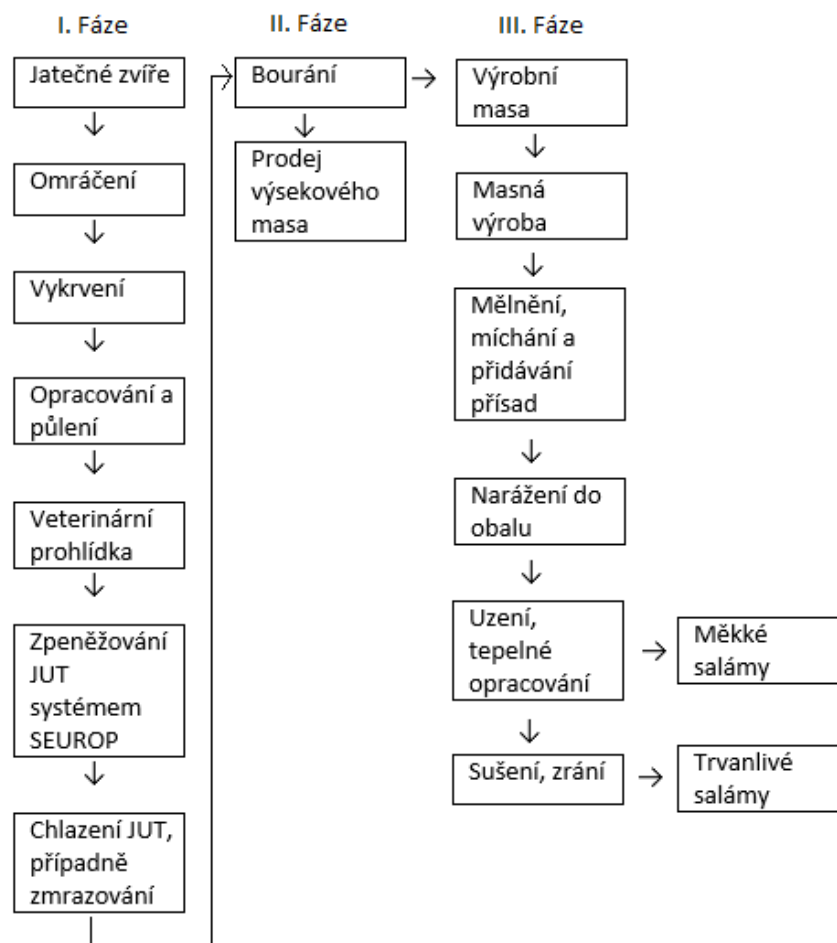 I. Fáze
Jatečné zvíře
Omráčení
Vykrvení
Opracování a
půlení
Veterinární
prohlídka
Zpeněžování
JUT
systémem
SEUROP
Chlazení JUT,
případně
zmrazování
II. Fáze
Bourání
Prodej
výsekového
masa
III. Fáze
Výrobní
masa
Masná
výroba
Mělnění,
míchání a
přidávání
přísad
Narážení do
obalu
Uzení,
tepelné
opracování
Měkké
salámy
Sušení, zrání
Trvanlivé
salámy